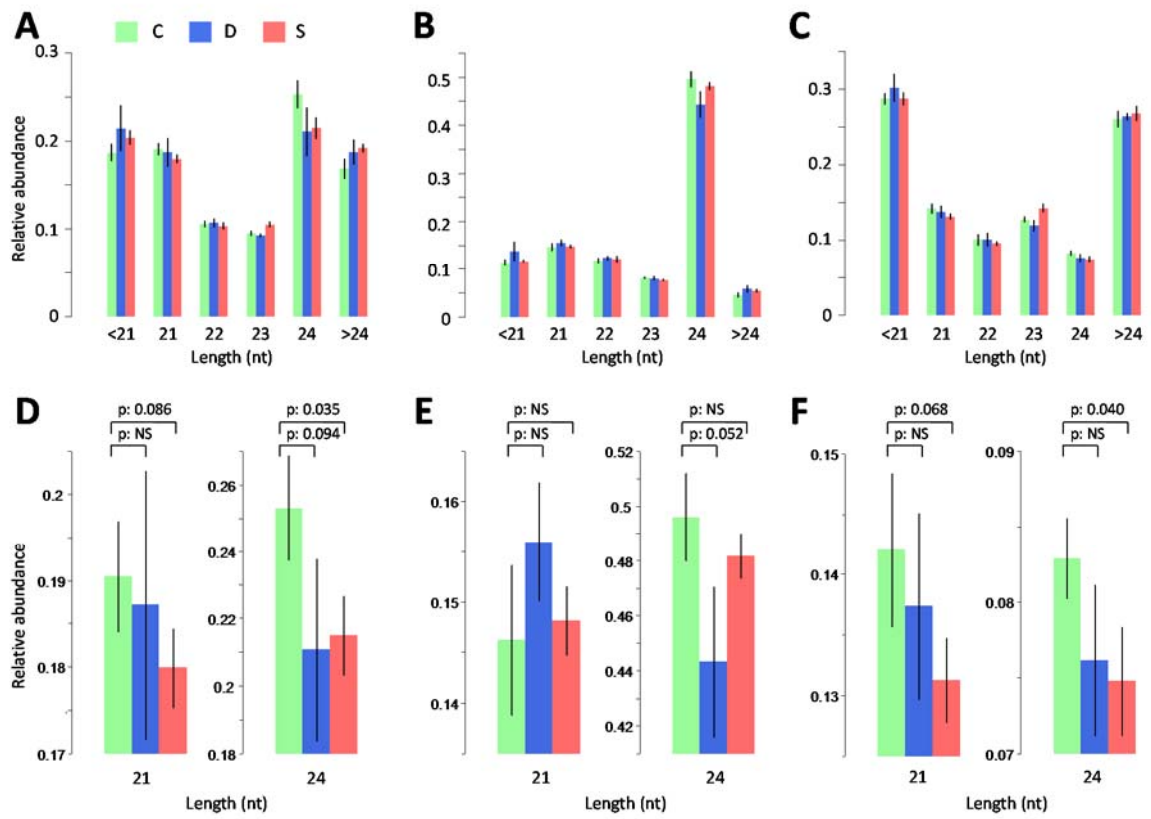 A
B
C
C D S
Relative abundance
0.3
0.2
0.1
0
<21 21 22 23 24 >24
Length (nt)
0.5
0.4
0.3
0.2
0.1
0
<21 21 22 23 24 >24
Length (nt)
0.3
0.2
0.1
0
<21 21 22 23 24 >24
Length (nt)
D
Relative abundance
p: 0.086
p: NS
0.2
0.19
0.18
0.17
21
p: 0.035
p: 0.094
0.26
0.24
0.22
0.2
0.18
24
Length (nt)
E
p: NS
p: NS
0.16
0.15
0.14
21
p: NS
p: 0.052
0.52
0.5
0.48
0.46
0.44
0.42
24
Length (nt)
F
p: 0.068
p: NS
0.15
0.14
0.13
21
p: 0.040
p: NS
0.09
0.08
0.07
24
Length (nt)